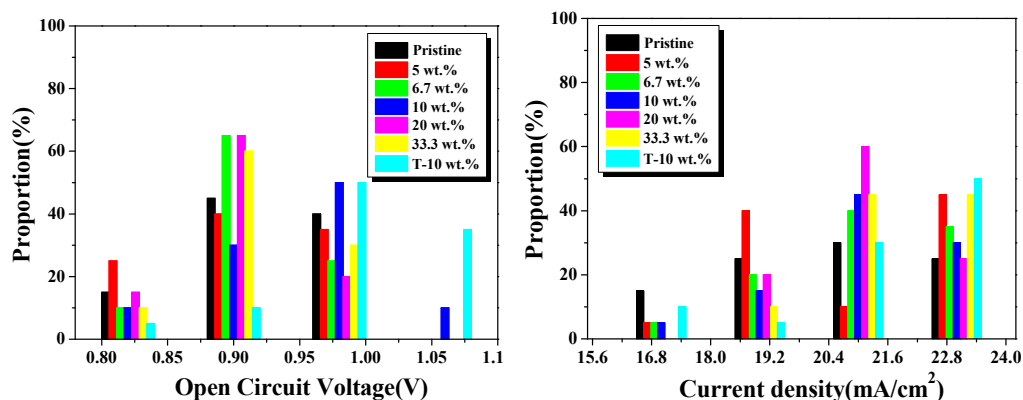 100
80
60
40
20
0
Proportion(%)
Pristine
5 wt.%
6.7 wt.%
10 wt.%
20 wt.%
33.3 wt.%
T-10 wt.%
0.80 0.85 0.90 0.95 1.00 1.05 1.1
Open Circuit Voltage(V)
100
80
60
40
20
0
Proportion(%)
Pristine
5 wt.%
6.7 wt.%
10 wt.%
20 wt.%
33.3 wt.%
T-10 wt.%
15.6 16.8 18.0 19.2 20.4 21.6 22.8 24.0
Current density(mA/cm²)